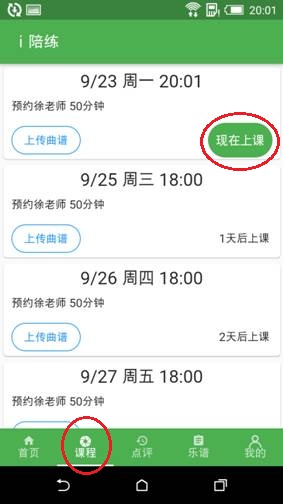 20:01
i 陪练
9/23 周一 20:01
预约徐老师 50分钟
上传曲谱
现在上课
9/25 周三 18:00
预约徐老师 50分钟
上传曲谱
1天后上课
9/26 周四 18:00
预约徐老师 50分钟
上传曲谱
2天后上课
9/27 周五 18:00
预约徐老师 50分钟
首页
课程
点评
乐谱
我的